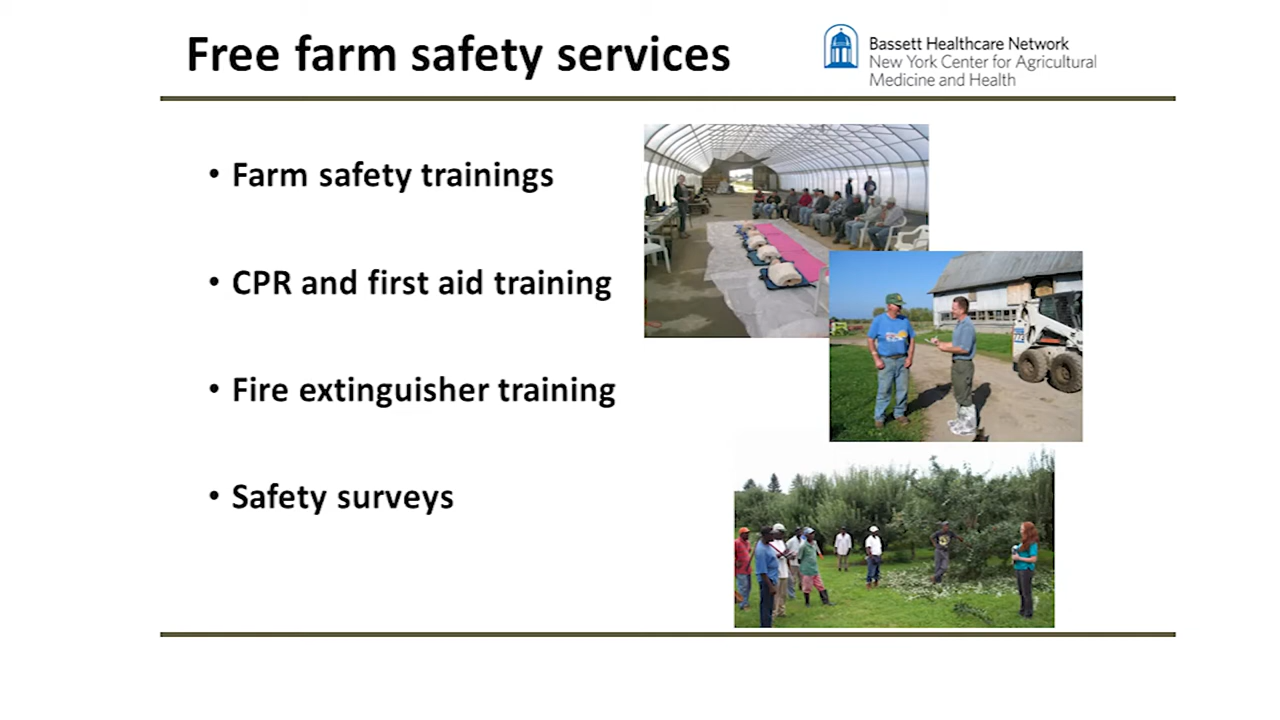 Free farm safety services
Bassett Healthcare Network
New York Center for Agricultural
Medicine and Health
• Farm safety trainings
• CPR and first aid training
• Fire extinguisher training
• Safety surveys